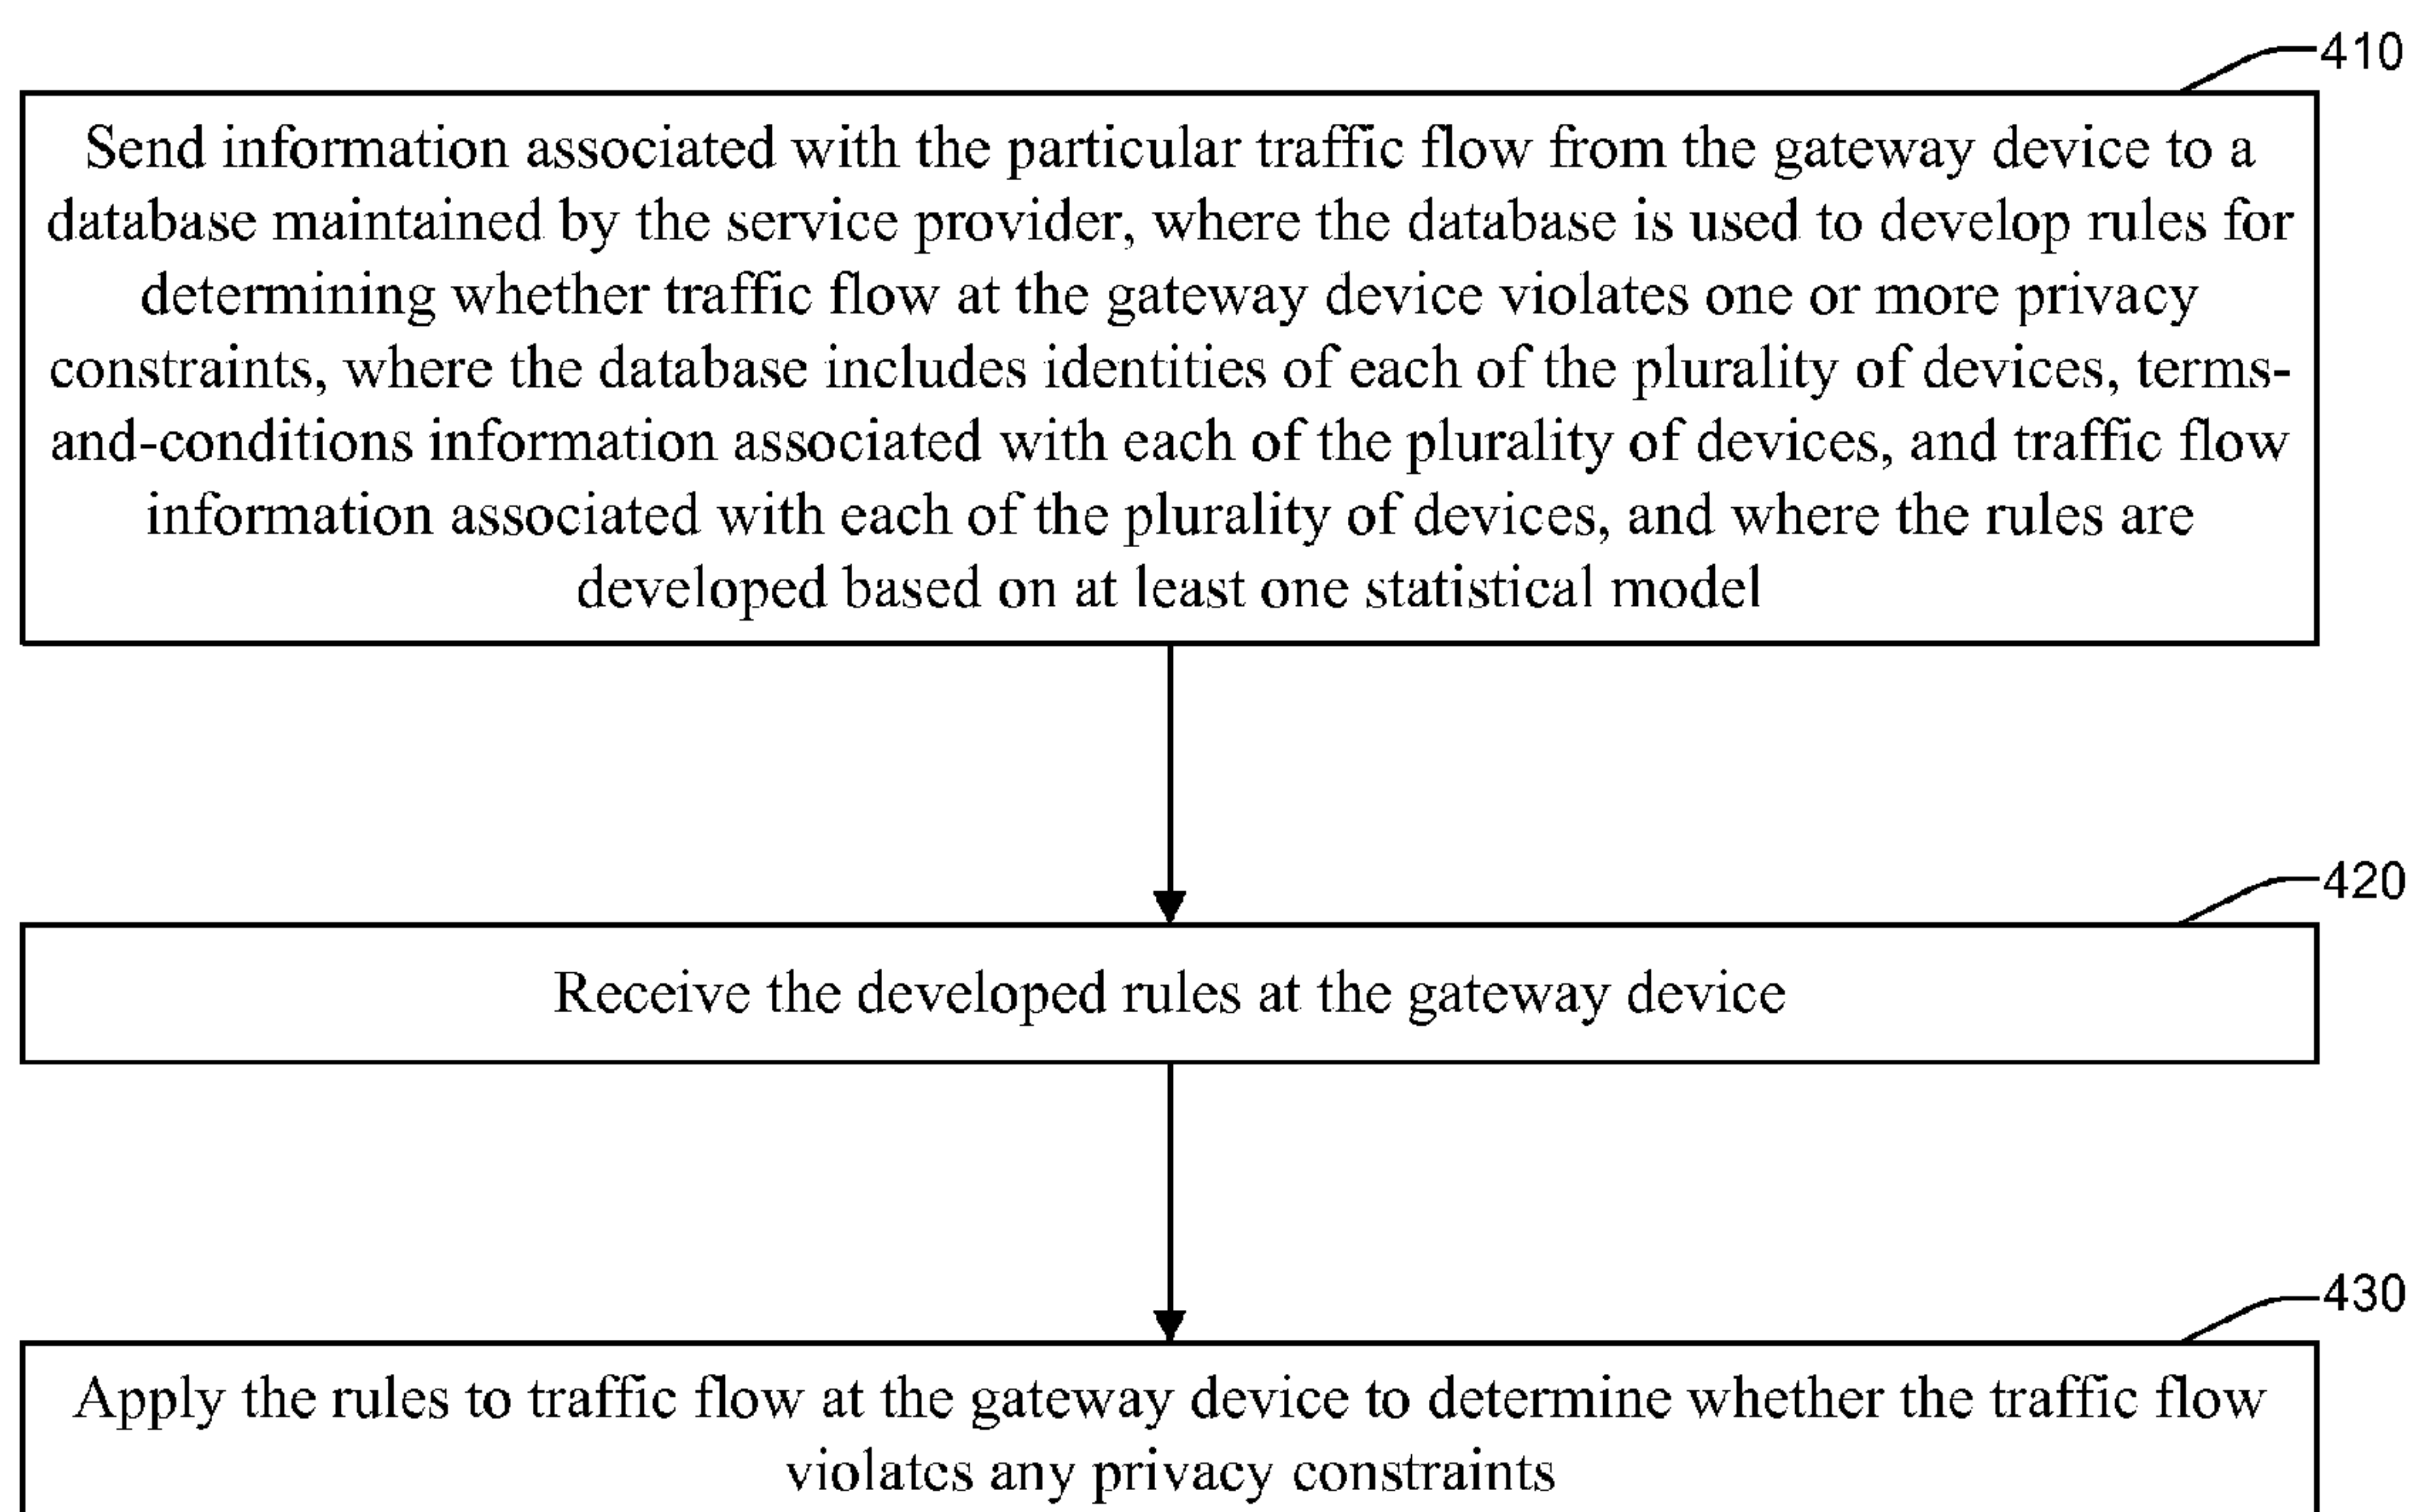 410
Send information associated with the particular traffic flow from the gateway device to a
database maintained by the service provider, where the database is used to develop rules for
determining whether traffic flow at the gateway device violates one or more privacy
constraints, where the database includes identities of each of the plurality of devices, terms-
and-conditions information associated with each of the plurality of devices, and traffic flow
information associated with each of the plurality of devices, and where the rules are
developed based on at least one statistical model
420
Receive the developed rules at the gateway device
430
Apply the rules to traffic flow at the gateway device to determine whether the traffic flow
violates any privacy constraints